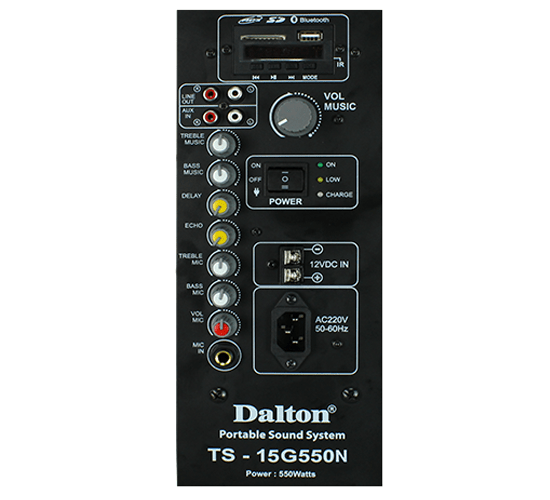 SD Bluetooth
IR
MODE
LINE OUT
AUX IN
VOL
MUSIC
TREBLE
MUSIC
BASS
MUSIC
DELAY
ECHO
TREBLE
MIC
BASS
MIC
VOL
MIC
MIC
IN
ON
OFF
POWER
ON
LOW
CHARGE
12VDC IN
AC220V
50-60Hz
Dalton®
Portable Sound System
TS - 15G550N
Power : 550Watts